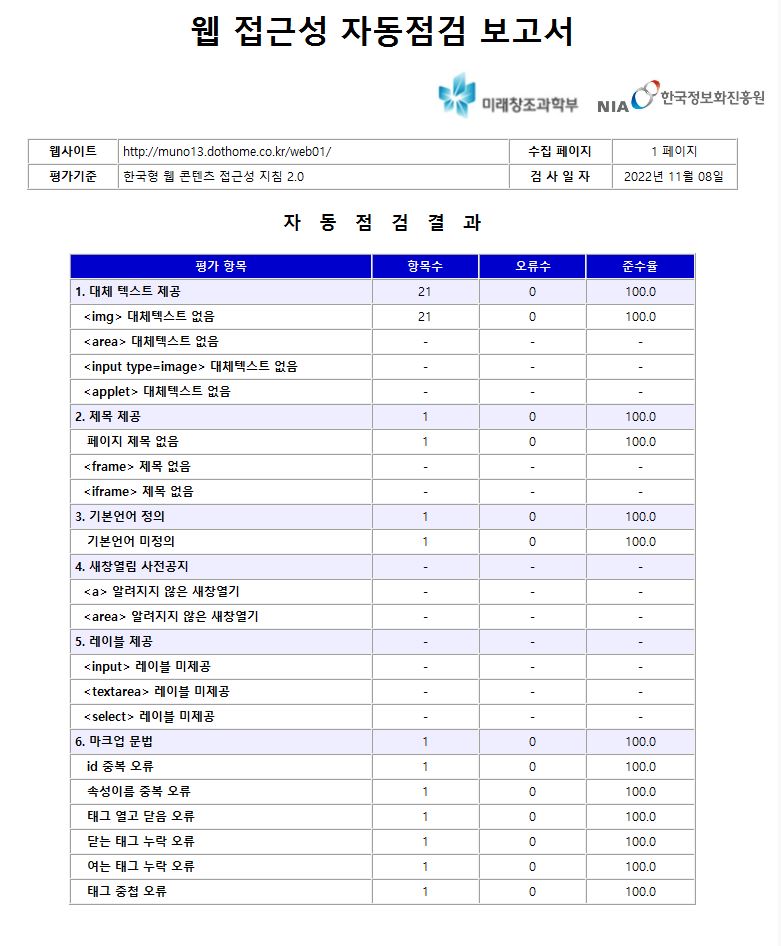 웹 접근성 자동점검 보고서
미래창조과학부 NIA 한국정보화진흥원
웹사이트 http://muno13.dothome.co.kr/web01/ 수집 페이지 1 페이지
평가기준 한국형 웹 콘텐츠 접근성 지침 2.0 검 사 일 자 2022년 11월 08일
자 동 점 검 결 과
평가 항목 항목수 오류수 준수율
1. 대체 텍스트 제공 21 0 100.0
<img> 대체텍스트 없음 21 0 100.0
<area> 대체텍스트 없음 - - -
<input type=image> 대체텍스트 없음 - - -
<applet> 대체텍스트 없음 - - -
2. 제목 제공 1 0 100.0
페이지 제목 없음 1 0 100.0
<frame> 제목 없음 - - -
<iframe> 제목 없음 - - -
3. 기본언어 정의 1 0 100.0
기본언어 미정의 1 0 100.0
4. 새창열림 사전공지 - - -
<a> 알려지지 않은 새창열기 - - -
<area> 알려지지 않은 새창열기 - - -
5. 레이블 제공 - - -
<input> 레이블 미제공 - - -
<textarea> 레이블 미제공 - - -
<select> 레이블 미제공 - - -
6. 마크업 문법 1 0 100.0
id 중복 오류 1 0 100.0
속성이름 중복 오류 1 0 100.0
태그 열고 닫음 오류 1 0 100.0
닫는 태그 누락 오류 1 0 100.0
여는 태그 누락 오류 1 0 100.0
태그 중첩 오류 1 0 100.0